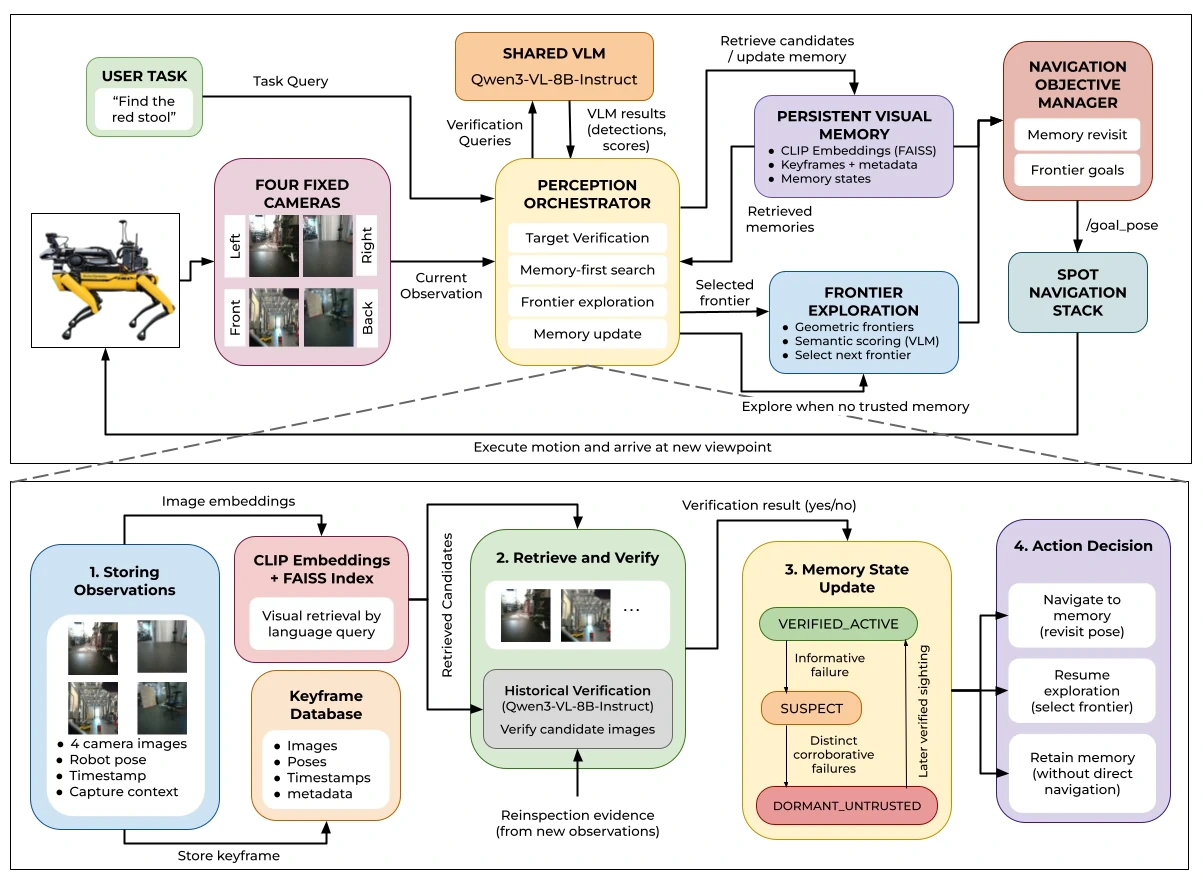 USER TASK
“Find the
red stool”
Task Query
SHARED VLM
Qwen3-VL-8B-Instruct
Verification
Queries
VLM results
(detections,
scores)
Retrieve candidates
/ update memory
FOUR FIXED
CAMERAS
Left
Right
Front
Back
Current
Observation
PERCEPTION
ORCHESTRATOR
Target Verification
Memory-first search
Frontier exploration
Memory update
PERSISTENT VISUAL
MEMORY
● CLIP Embeddings (FAISS)
● Keyframes + metadata
● Memory states
Retrieved
memories
Selected
frontier
FRONTIER
EXPLORATION
● Geometric frontiers
● Semantic scoring (VLM)
● Select next frontier
Explore when no trusted memory
NAVIGATION
OBJECTIVE
MANAGER
Memory revisit
Frontier goals
/goal_pose
SPOT
NAVIGATION
STACK
Execute motion and arrive at new viewpoint
Image embeddings
1. Storing
Observations
● 4 camera images
● Robot pose
● Timestamp
● Capture context
Store keyframe
CLIP Embeddings
+ FAISS Index
Visual retrieval by
language query
Keyframe
Database
● Images
● Poses
● Timestamps
● metadata
Retrieved Candidates
2. Retrieve and Verify
...
Historical Verification
(Qwen3-VL-8B-Instruct)
Verify candidate images
Reinspection evidence
(from new observations)
Verification result (yes/no)
3. Memory State
Update
VERIFIED_ACTIVE
Informative
failure
SUSPECT
Distinct
corroborative
failures
Later verified sighting
DORMANT_UNTRUSTED
4. Action Decision
Navigate to
memory
(revisit pose)
Resume
exploration
(select frontier)
Retain memory
(without direct
navigation)